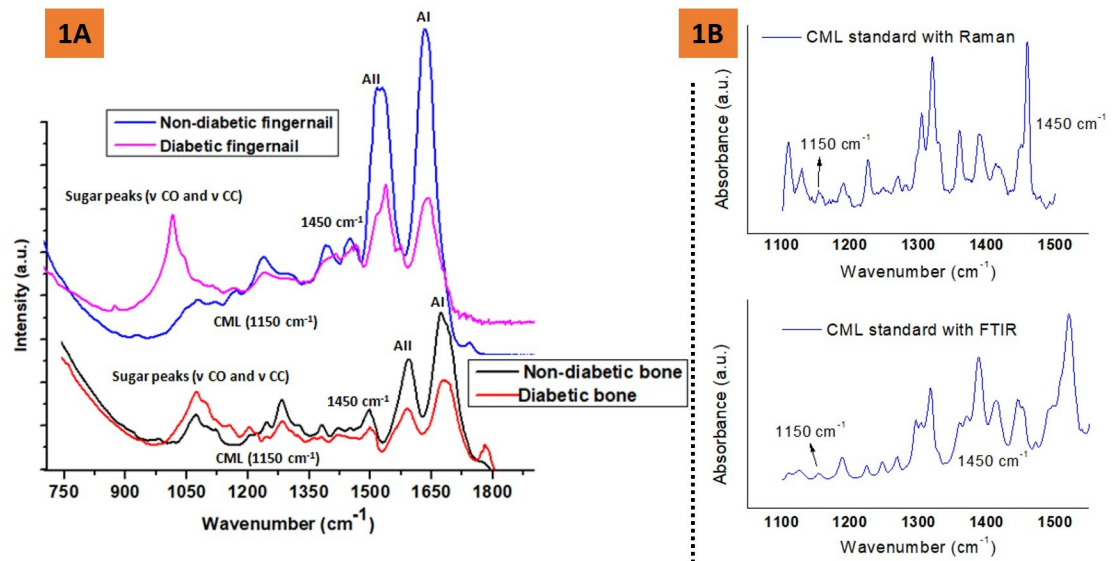 1A
AI
AII
Non-diabetic fingernail
Diabetic fingernail
Sugar peaks (ν CO and ν CC)
1450 cm⁻¹
CML (1150 cm⁻¹)
AI
AII
Non-diabetic bone
Diabetic bone
Sugar peaks (ν CO and ν CC)
1450 cm⁻¹
CML (1150 cm⁻¹)
Intensity (a.u.)
750 900 1050 1200 1350 1500 1650 1800
Wavenumber (cm⁻¹)
1B
CML standard with Raman
1150 cm⁻¹
1450 cm⁻¹
Absorbance (a.u.)
1100 1200 1300 1400 1500
Wavenumber (cm⁻¹)
CML standard with FTIR
1150 cm⁻¹
1450 cm⁻¹
Absorbance (a.u.)
1100 1200 1300 1400 1500
Wavenumber (cm⁻¹)